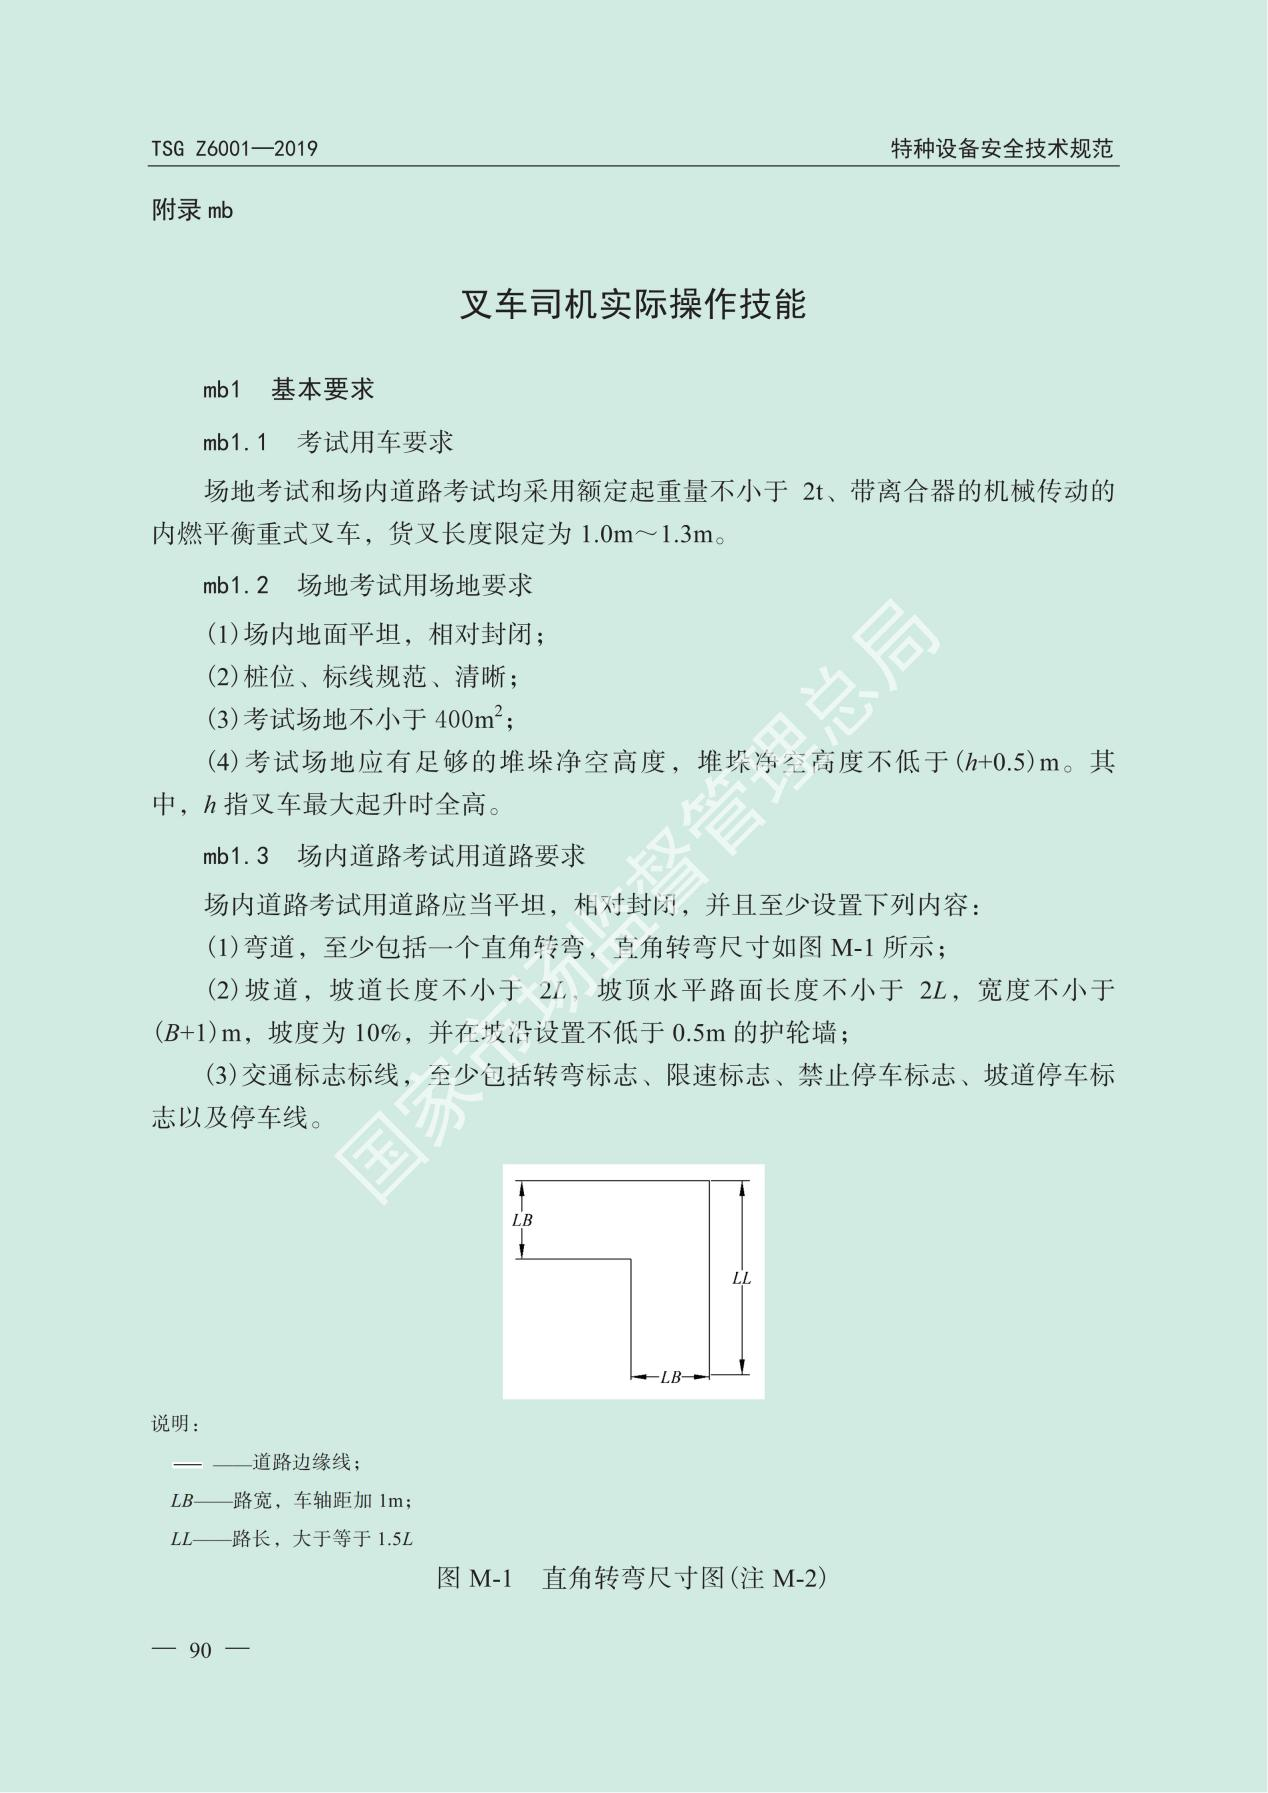 TSG Z6001—2019 特种设备安全技术规范
附录 mb
叉车司机实际操作技能
mb1 基本要求
mb1.1 考试用车要求
场地考试和场内道路考试均采用额定起重量不小于 2t、带离合器的机械传动的
内燃平衡重式叉车，货叉长度限定为 1.0m～1.3m。
mb1.2 场地考试用场地要求
(1)场内地面平坦，相对封闭；
(2)桩位、标线规范、清晰；
(3)考试场地不小于 400m²；
(4)考试场地应有足够的堆垛净空高度，堆垛净空高度不低于(h+0.5)m。其
中，h 指叉车最大起升时全高。
mb1.3 场内道路考试用道路要求
场内道路考试用道路应当平坦，相对封闭，并且至少设置下列内容：
(1)弯道，至少包括一个直角转弯，直角转弯尺寸如图 M-1 所示；
(2)坡道，坡道长度不小于 2L，坡顶水平路面长度不小于 2L，宽度不小于
(B+1)m，坡度为 10%，并在坡沿设置不低于 0.5m 的护轮墙；
(3)交通标志标线，至少包括转弯标志、限速标志、禁止停车标志、坡道停车标
志以及停车线。
国家市场监督管理总局
LB
LL
LB
说明：
— ——道路边缘线；
LB——路宽，车轴距加 1m；
LL——路长，大于等于 1.5L
图 M-1 直角转弯尺寸图(注 M-2)
— 90 —